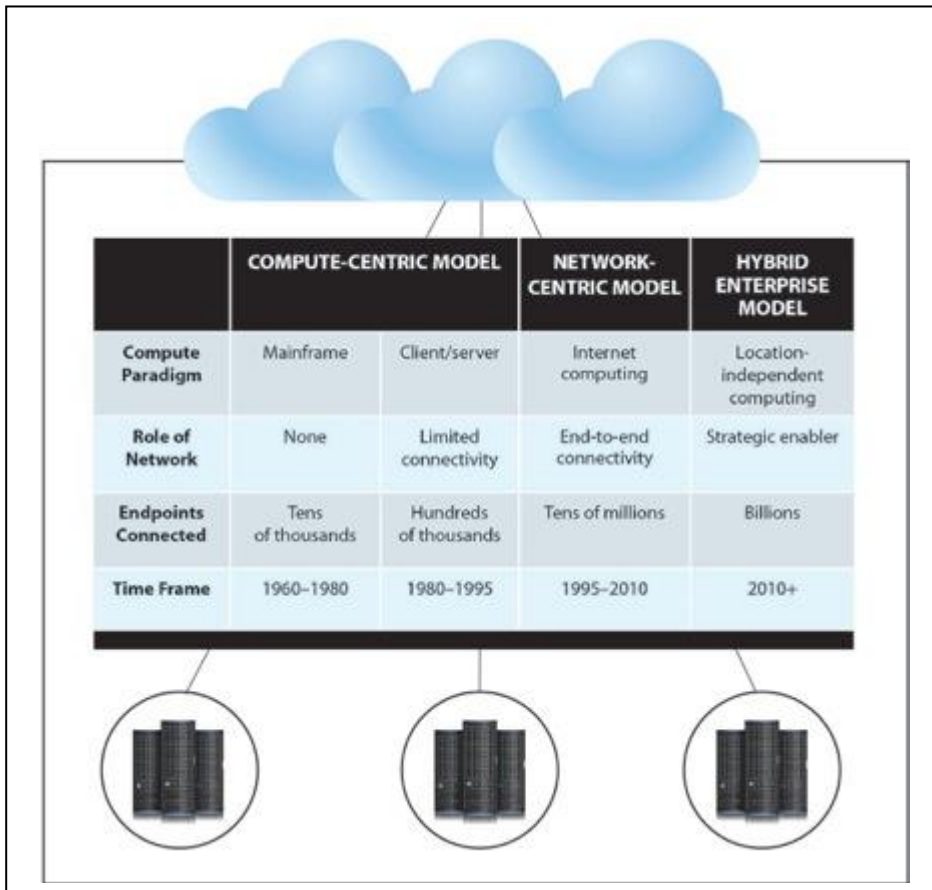 COMPUTE-CENTRIC MODEL
NETWORK-
CENTRIC MODEL
HYBRID
ENTERPRISE
MODEL
Compute
Paradigm
Mainframe
Client/server
Internet
computing
Location-
independent
computing
Role of
Network
None
Limited
connectivity
End-to-end
connectivity
Strategic enabler
Endpoints
Connected
Tens
of thousands
Hundreds
of thousands
Tens of millions
Billions
Time Frame
1960–1980
1980–1995
1995–2010
2010+